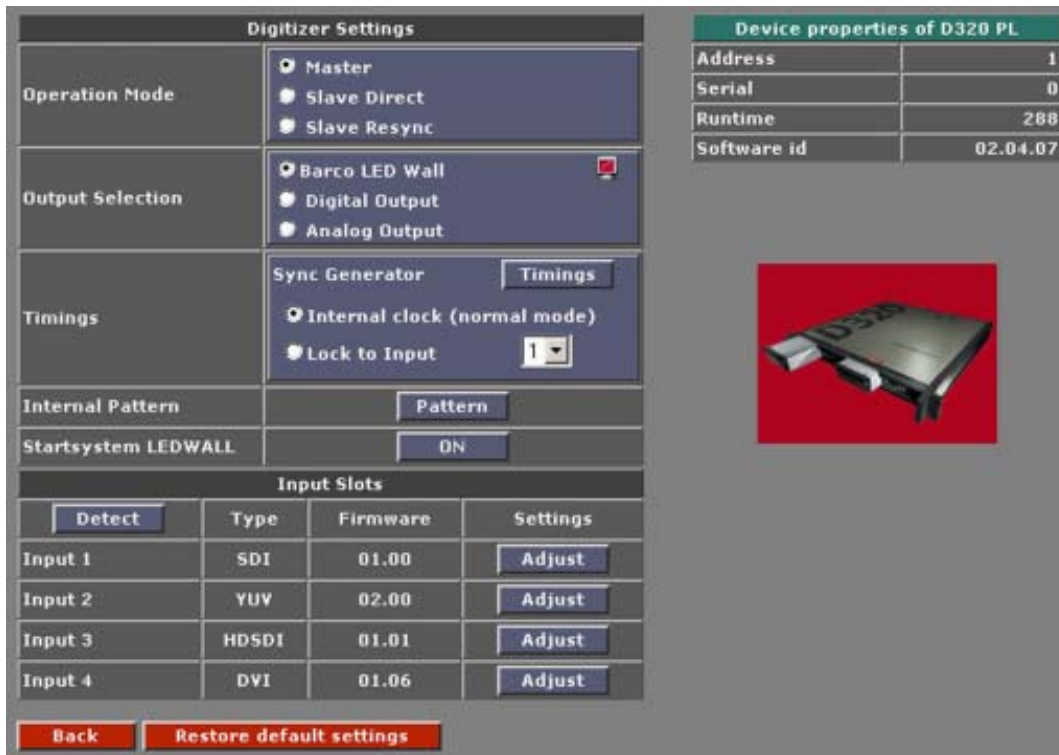 Digitizer Settings
Operation Mode
Master
Slave Direct
Slave Resync
Output Selection
Barco LED Wall
Digital Output
Analog Output
Timings
Sync Generator Timings
Internal clock (normal mode)
Lock to Input 1
Internal Pattern Pattern
Startsystem LEDWALL ON
Input Slots
Detect Type Firmware Settings
Input 1 SDI 01.00 Adjust
Input 2 YUV 02.00 Adjust
Input 3 HDSDI 01.01 Adjust
Input 4 DVI 01.06 Adjust
Back Restore default settings
Device properties of D320 PL
Address 1
Serial 0
Runtime 288
Software id 02.04.07
D320